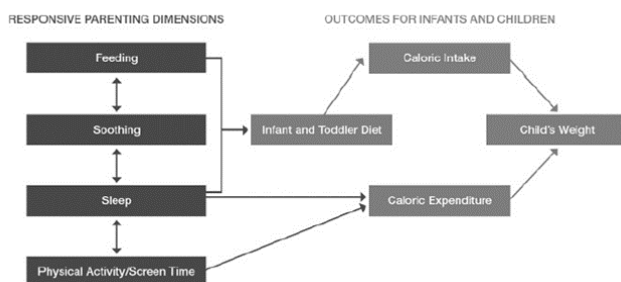 RESPONSIVE PARENTING DIMENSIONS
OUTCOMES FOR INFANTS AND CHILDREN
Feeding
Caloric Intake
Soothing
Infant and Toddler Diet
Child's Weight
Sleep
Caloric Expenditure
Physical Activity/Screen Time